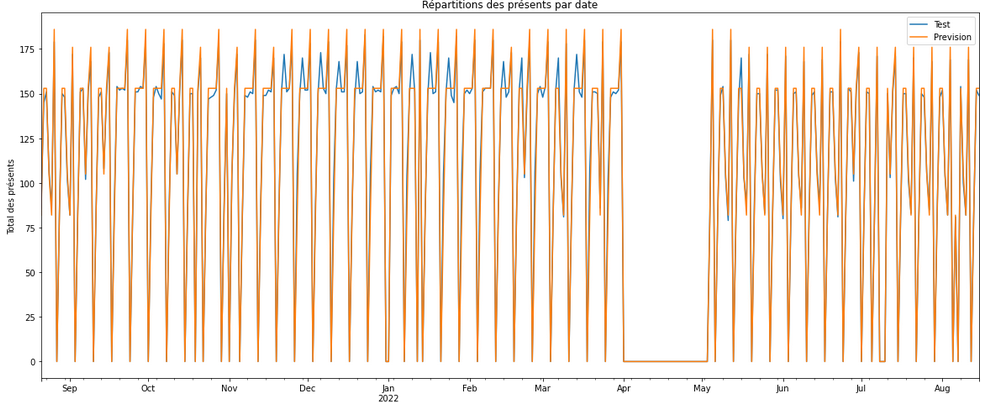 Répartitions des présents par date
Test
Prevision
Total des présents
175
150
125
100
75
50
25
0
Sep
Oct
Nov
Dec
Jan
2022
Feb
Mar
Apr
May
Jun
Jul
Aug